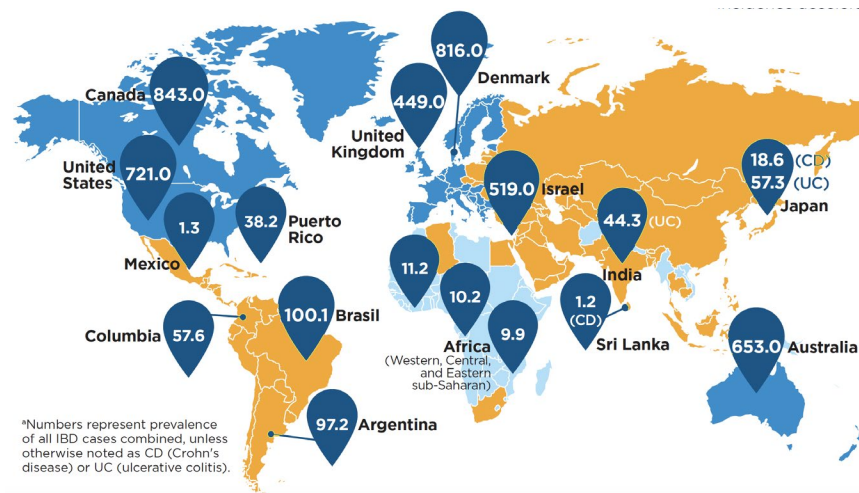 816.0
Denmark
Canada
843.0
449.0
United
Kingdom
United
States
721.0
519.0
Israel
18.6 (CD)
57.3 (UC)
Japan
1.3
Mexico
38.2
Puerto
Rico
44.3 (UC)
India
11.2
10.2
9.9
Africa
(Western, Central,
and Eastern
sub-Saharan)
1.2
(CD)
Sri Lanka
Columbia
57.6
100.1
Brasil
653.0
Australia
97.2
Argentina
ᵃNumbers represent prevalence
of all IBD cases combined, unless
otherwise noted as CD (Crohn's
disease) or UC (ulcerative colitis).